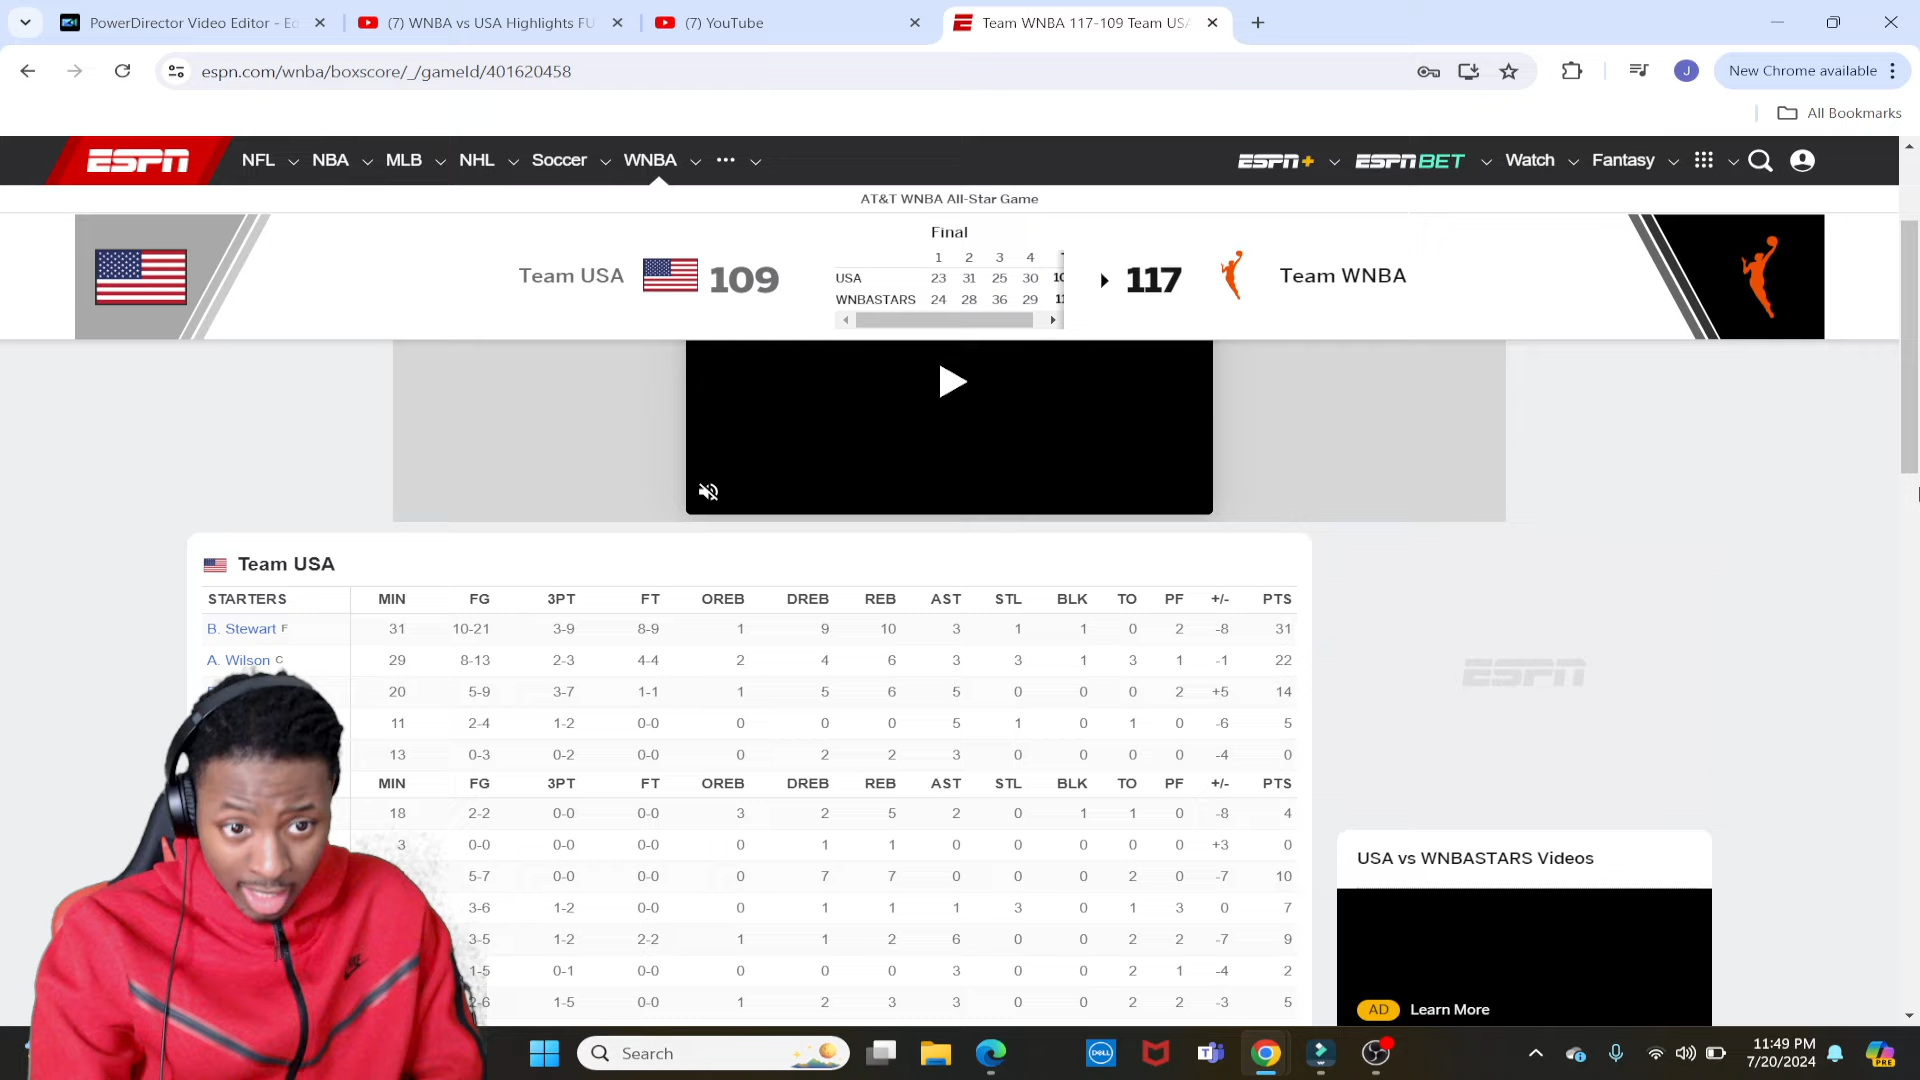 PowerDirector Video Editor - Ed
(7) WNBA vs USA Highlights FU
(7) YouTube
Team WNBA 117-109 Team USA
espn.com/wnba/boxscore/_/gameId/401620458
J
New Chrome available
All Bookmarks
ESPN NFL NBA MLB NHL Soccer WNBA ESPN+ ESPN BET Watch Fantasy
AT&T WNBA All-Star Game
Final
1 2 3 4
Team USA 109
USA 23 31 25 30
WNBASTARS 24 28 36 29
117 Team WNBA
Team USA
STARTERS MIN FG 3PT FT OREB DREB REB AST STL BLK TO PF +/- PTS
B. Stewart F 31 10-21 3-9 8-9 1 9 10 3 1 1 0 2 -8 31
A. Wilson C 29 8-13 2-3 4-4 2 4 6 3 3 1 3 1 -1 22
20 5-9 3-7 1-1 1 5 6 5 0 0 0 2 +5 14
11 2-4 1-2 0-0 0 0 0 5 1 0 1 0 -6 5
13 0-3 0-2 0-0 0 2 2 3 0 0 0 0 -4 0
MIN FG 3PT FT OREB DREB REB AST STL BLK TO PF +/- PTS
18 2-2 0-0 0-0 3 2 5 2 0 1 1 0 -8 4
3 0-0 0-0 0-0 0 1 1 0 0 0 0 0 +3 0
5-7 0-0 0-0 0 7 7 0 0 0 2 0 -7 10
3-6 1-2 0-0 0 1 1 1 3 0 1 3 0 7
3-5 1-2 2-2 1 1 2 6 0 0 2 2 -7 9
1-5 0-1 0-0 0 0 0 3 0 0 2 1 -4 2
2-6 1-5 0-0 1 2 3 3 0 0 2 2 -3 5
ESPN
USA vs WNBASTARS Videos
AD Learn More
Search
DELL
11:49 PM
7/20/2024
PRE